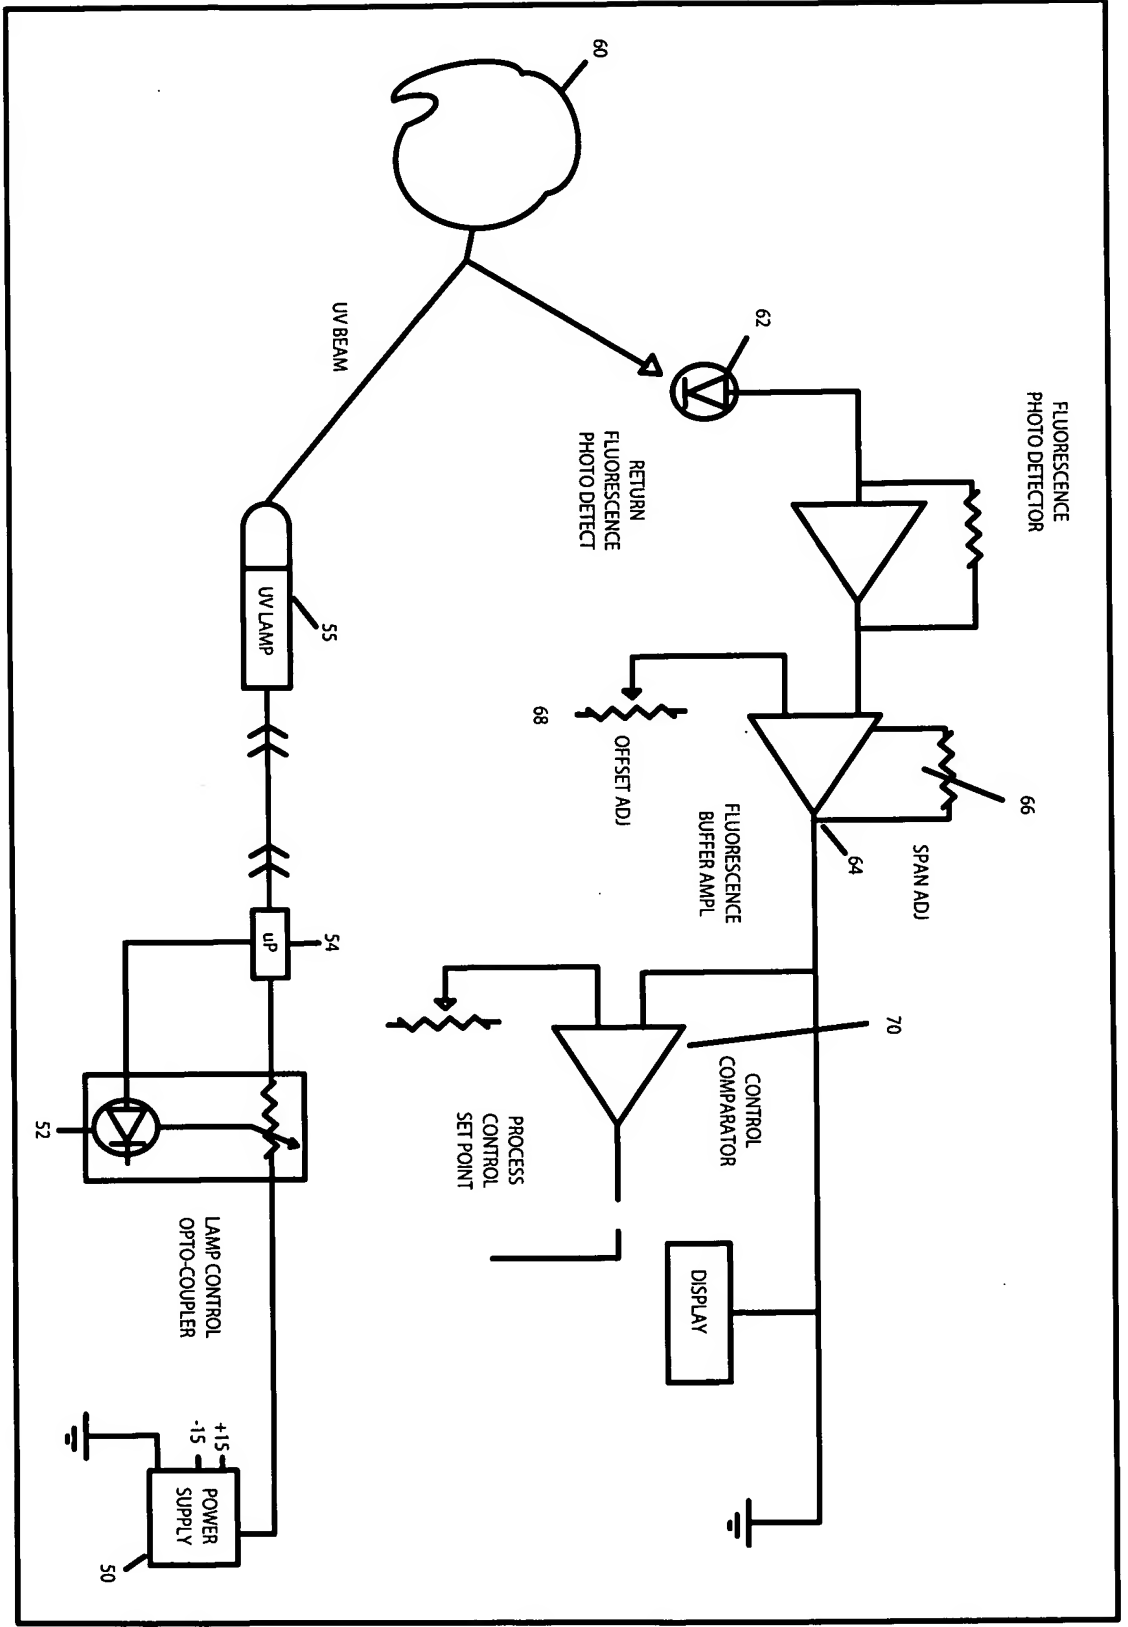 FLUORESCENCE
PHOTO DETECTOR
66
SPAN ADJ
70
60
62
64
CONTROL
COMPARATOR
DISPLAY
FLUORESCENCE
BUFFER AMPL
RETURN
FLUORESCENCE
PHOTO DETECT
OFFSET ADJ
68
PROCESS
CONTROL
SET POINT
UV BEAM
55
UV LAMP
54
uP
LAMP CONTROL
OPTO-COUPLER
52
+15
-15
POWER
SUPPLY
50